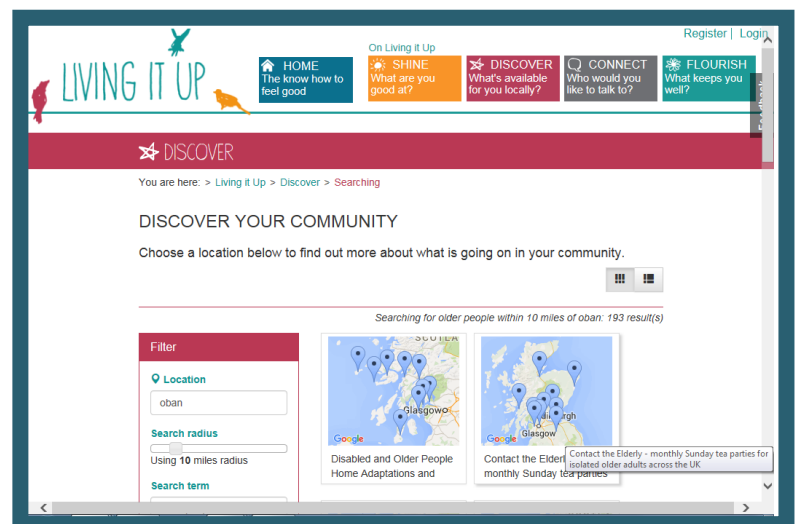 Register | Login
LIVING IT UP
On Living it Up
HOME
The know how to
feel good
SHINE
What are you
good at?
DISCOVER
What's available
for you locally?
CONNECT
Who would you
like to talk to?
FLOURISH
What keeps you
well?
DISCOVER
You are here: > Living it Up > Discover > Searching
DISCOVER YOUR COMMUNITY
Choose a location below to find out more about what is going on in your community.
Searching for older people within 10 miles of oban: 193 result(s)
Filter
Location
oban
Search radius
Using 10 miles radius
Search term
Glasgow
Google
Disabled and Older People
Home Adaptations and
Glasgow
Google
Contact the Elderl
monthly Sunday tea parties
Contact the Elderly - monthly Sunday tea parties for
isolated older adults across the UK